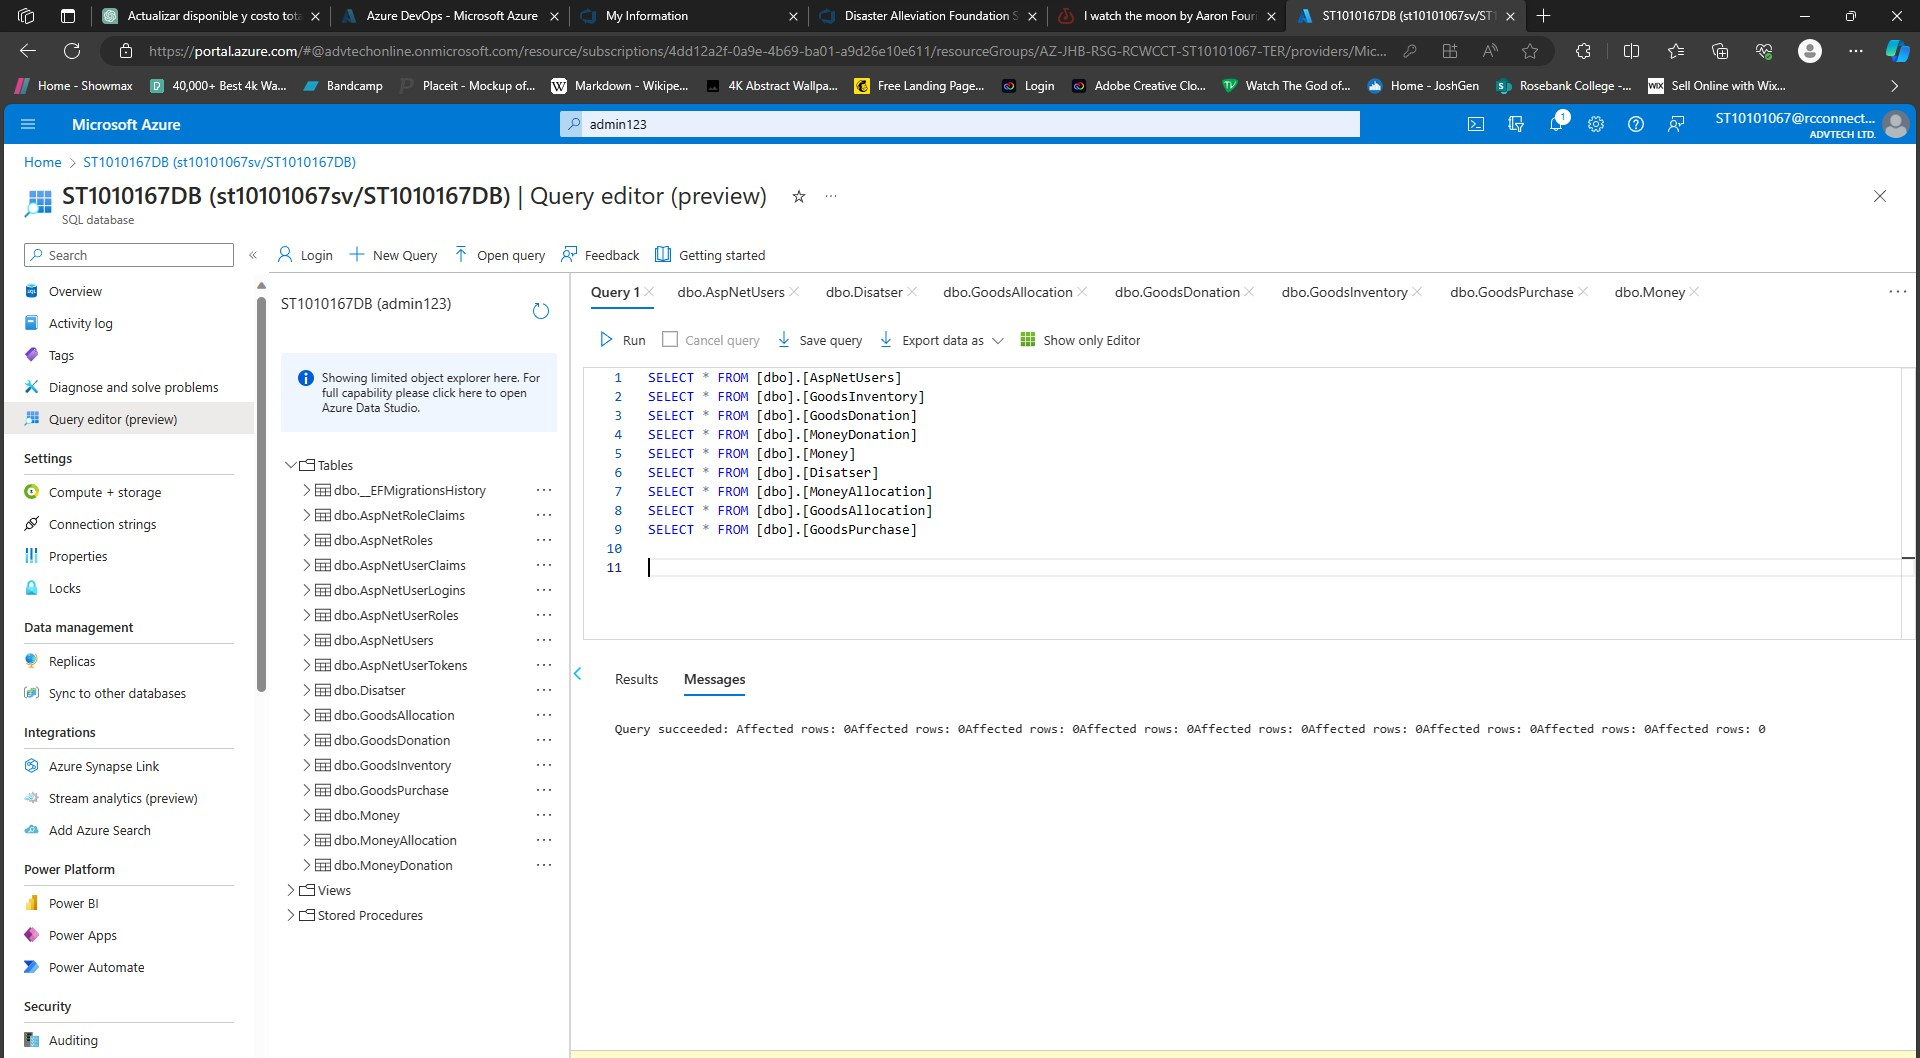 Actualizar disponible y costo tota
Azure DevOps - Microsoft Azure
My Information
Disaster Alleviation Foundation S
I watch the moon by Aaron Fouri
ST1010167DB (st10101067sv/ST1
https://portal.azure.com/#@advtechonline.onmicrosoft.com/resource/subscriptions/4dd12a2f-0a9e-4b69-ba01-a9d26e10e611/resourceGroups/AZ-JHB-RSG-RCWCCT-ST10101067-TER/providers/Mic...
Home - Showmax
40,000+ Best 4k Wa...
Bandcamp
Placeit - Mockup of...
Markdown - Wikipe...
4K Abstract Wallpa...
Free Landing Page...
Login
Adobe Creative Clo...
Watch The God of...
Home - JoshGen
Rosebank College -...
Sell Online with Wix...
Microsoft Azure
admin123
1
ST10101067@rcconnect...
ADVTECH LTD.
Home > ST1010167DB (st10101067sv/ST1010167DB)
ST1010167DB (st10101067sv/ST1010167DB) | Query editor (preview)
SQL database
Search
Overview
Activity log
Tags
Diagnose and solve problems
Query editor (preview)
Settings
Compute + storage
Connection strings
Properties
Locks
Data management
Replicas
Sync to other databases
Integrations
Azure Synapse Link
Stream analytics (preview)
Add Azure Search
Power Platform
Power BI
Power Apps
Power Automate
Security
Auditing
Login
New Query
Open query
Feedback
Getting started
ST1010167DB (admin123)
Showing limited object explorer here. For
full capability please click here to open
Azure Data Studio.
Tables
dbo.__EFMigrationsHistory
dbo.AspNetRoleClaims
dbo.AspNetRoles
dbo.AspNetUserClaims
dbo.AspNetUserLogins
dbo.AspNetUserRoles
dbo.AspNetUsers
dbo.AspNetUserTokens
dbo.Disatser
dbo.GoodsAllocation
dbo.GoodsDonation
dbo.GoodsInventory
dbo.GoodsPurchase
dbo.Money
dbo.MoneyAllocation
dbo.MoneyDonation
Views
Stored Procedures
Query 1
dbo.AspNetUsers
dbo.Disatser
dbo.GoodsAllocation
dbo.GoodsDonation
dbo.GoodsInventory
dbo.GoodsPurchase
dbo.Money
Run
Cancel query
Save query
Export data as
Show only Editor
1 SELECT * FROM [dbo].[AspNetUsers]
2 SELECT * FROM [dbo].[GoodsInventory]
3 SELECT * FROM [dbo].[GoodsDonation]
4 SELECT * FROM [dbo].[MoneyDonation]
5 SELECT * FROM [dbo].[Money]
6 SELECT * FROM [dbo].[Disatser]
7 SELECT * FROM [dbo].[MoneyAllocation]
8 SELECT * FROM [dbo].[GoodsAllocation]
9 SELECT * FROM [dbo].[GoodsPurchase]
10
11
Results
Messages
Query succeeded: Affected rows: 0Affected rows: 0Affected rows: 0Affected rows: 0Affected rows: 0Affected rows: 0Affected rows: 0Affected rows: 0Affected rows: 0